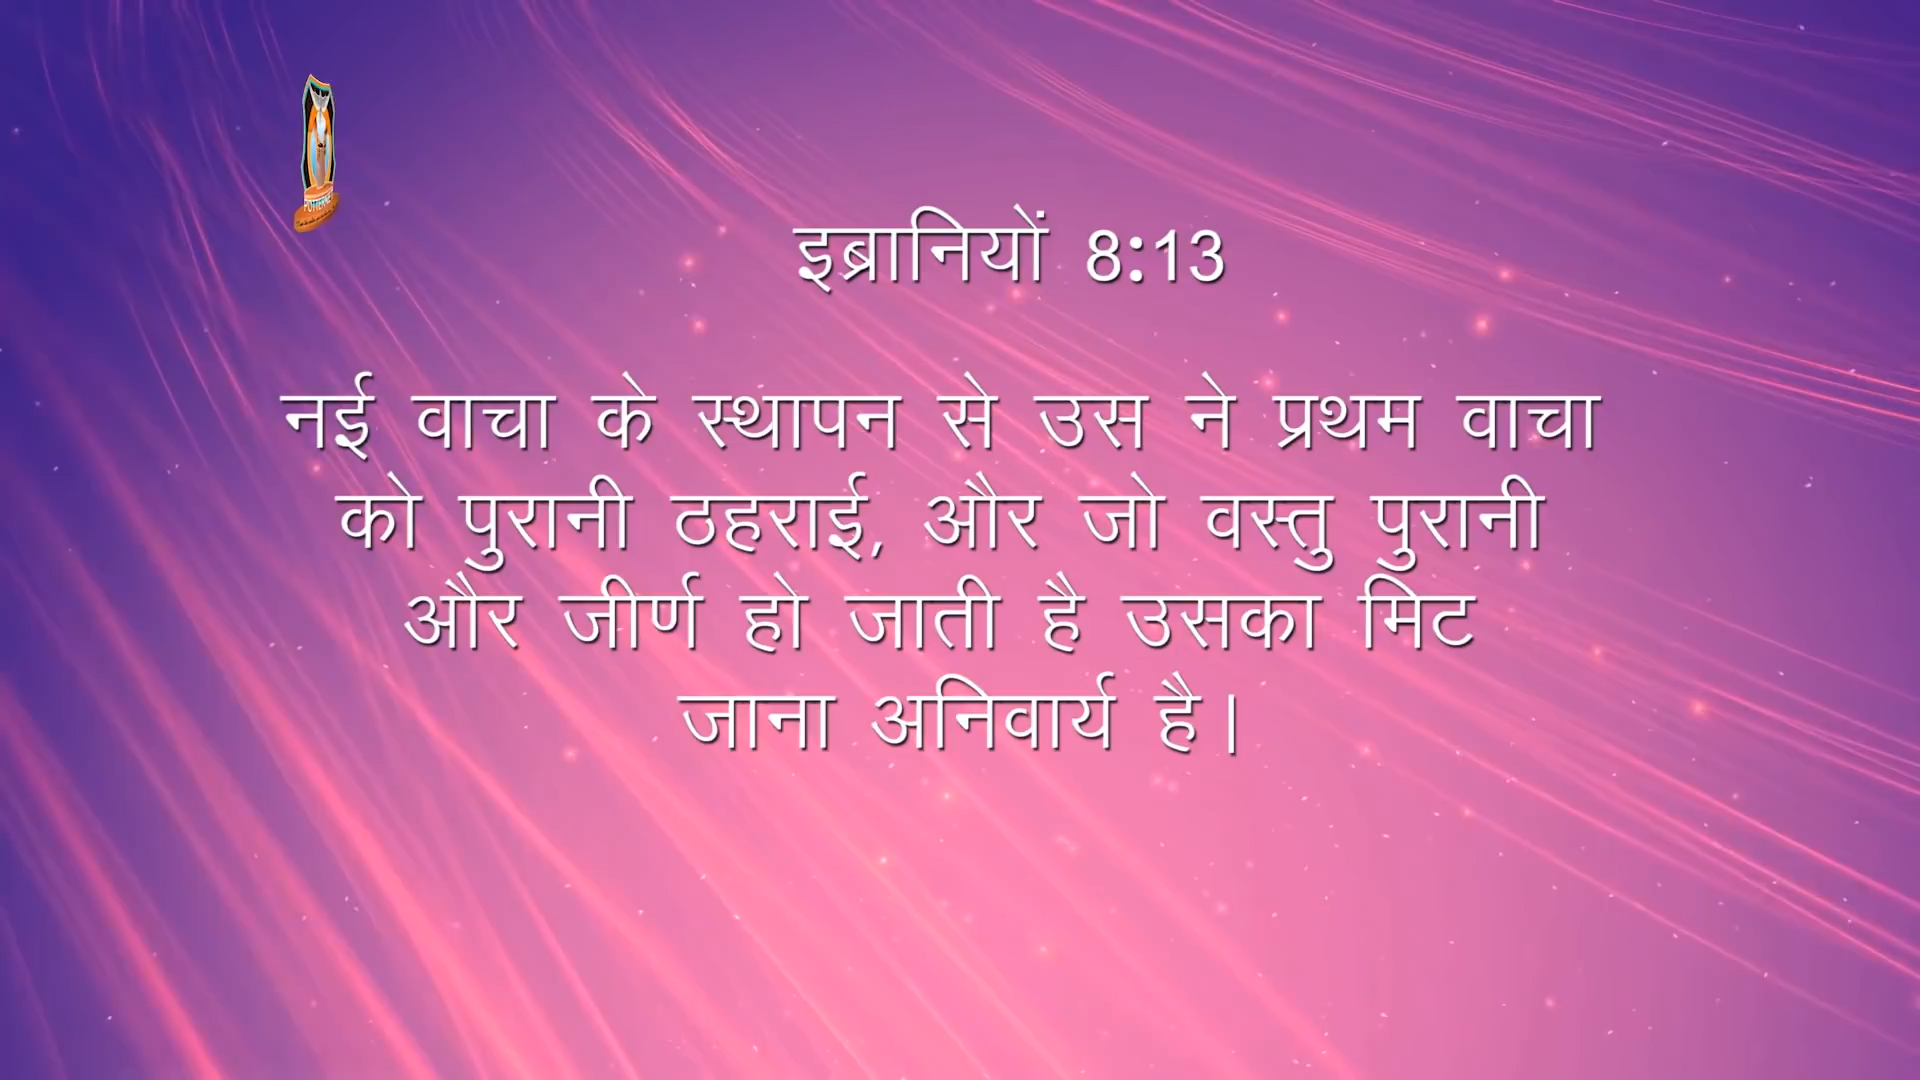 इब्रानियों 8:13
नई वाचा के स्थापन से उस ने प्रथम वाचा
को पुरानी ठहराई, और जो वस्तु पुरानी
और जीर्ण हो जाती है उसका मिट
जाना अनिवार्य है।